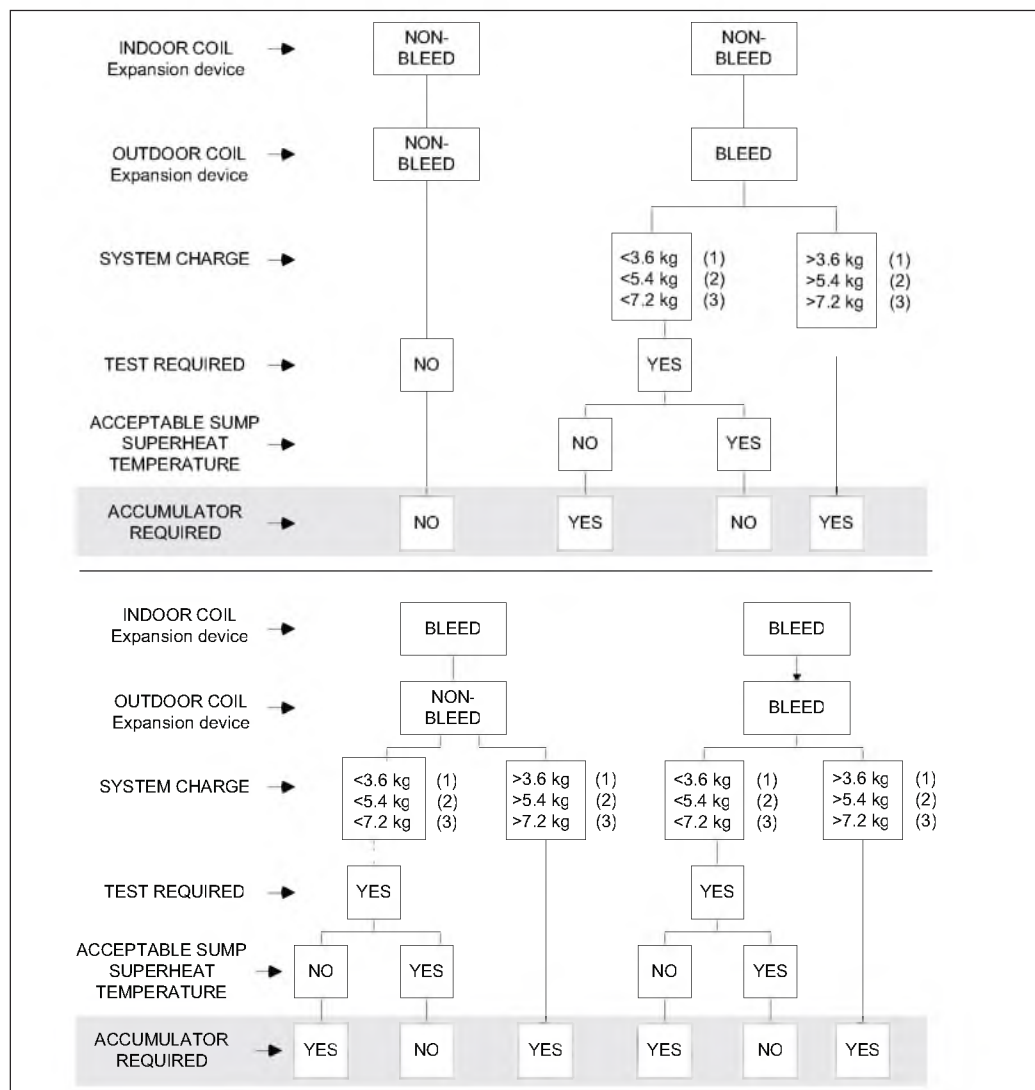 INDOOR COIL
Expansion device
NON-
BLEED
NON-
BLEED
OUTDOOR COIL
Expansion device
NON-
BLEED
BLEED
SYSTEM CHARGE
<3.6 kg (1)
<5.4 kg (2)
<7.2 kg (3)
>3.6 kg (1)
>5.4 kg (2)
>7.2 kg (3)
TEST REQUIRED
NO
YES
ACCEPTABLE SUMP
SUPERHEAT
TEMPERATURE
NO
YES
ACCUMULATOR
REQUIRED
NO
YES
NO
YES
INDOOR COIL
Expansion device
BLEED
BLEED
OUTDOOR COIL
Expansion device
NON-
BLEED
BLEED
SYSTEM CHARGE
<3.6 kg (1)
<5.4 kg (2)
<7.2 kg (3)
>3.6 kg (1)
>5.4 kg (2)
>7.2 kg (3)
<3.6 kg (1)
<5.4 kg (2)
<7.2 kg (3)
>3.6 kg (1)
>5.4 kg (2)
>7.2 kg (3)
TEST REQUIRED
YES
YES
ACCEPTABLE SUMP
SUPERHEAT
TEMPERATURE
NO
YES
NO
YES
ACCUMULATOR
REQUIRED
YES
NO
YES
YES
NO
YES